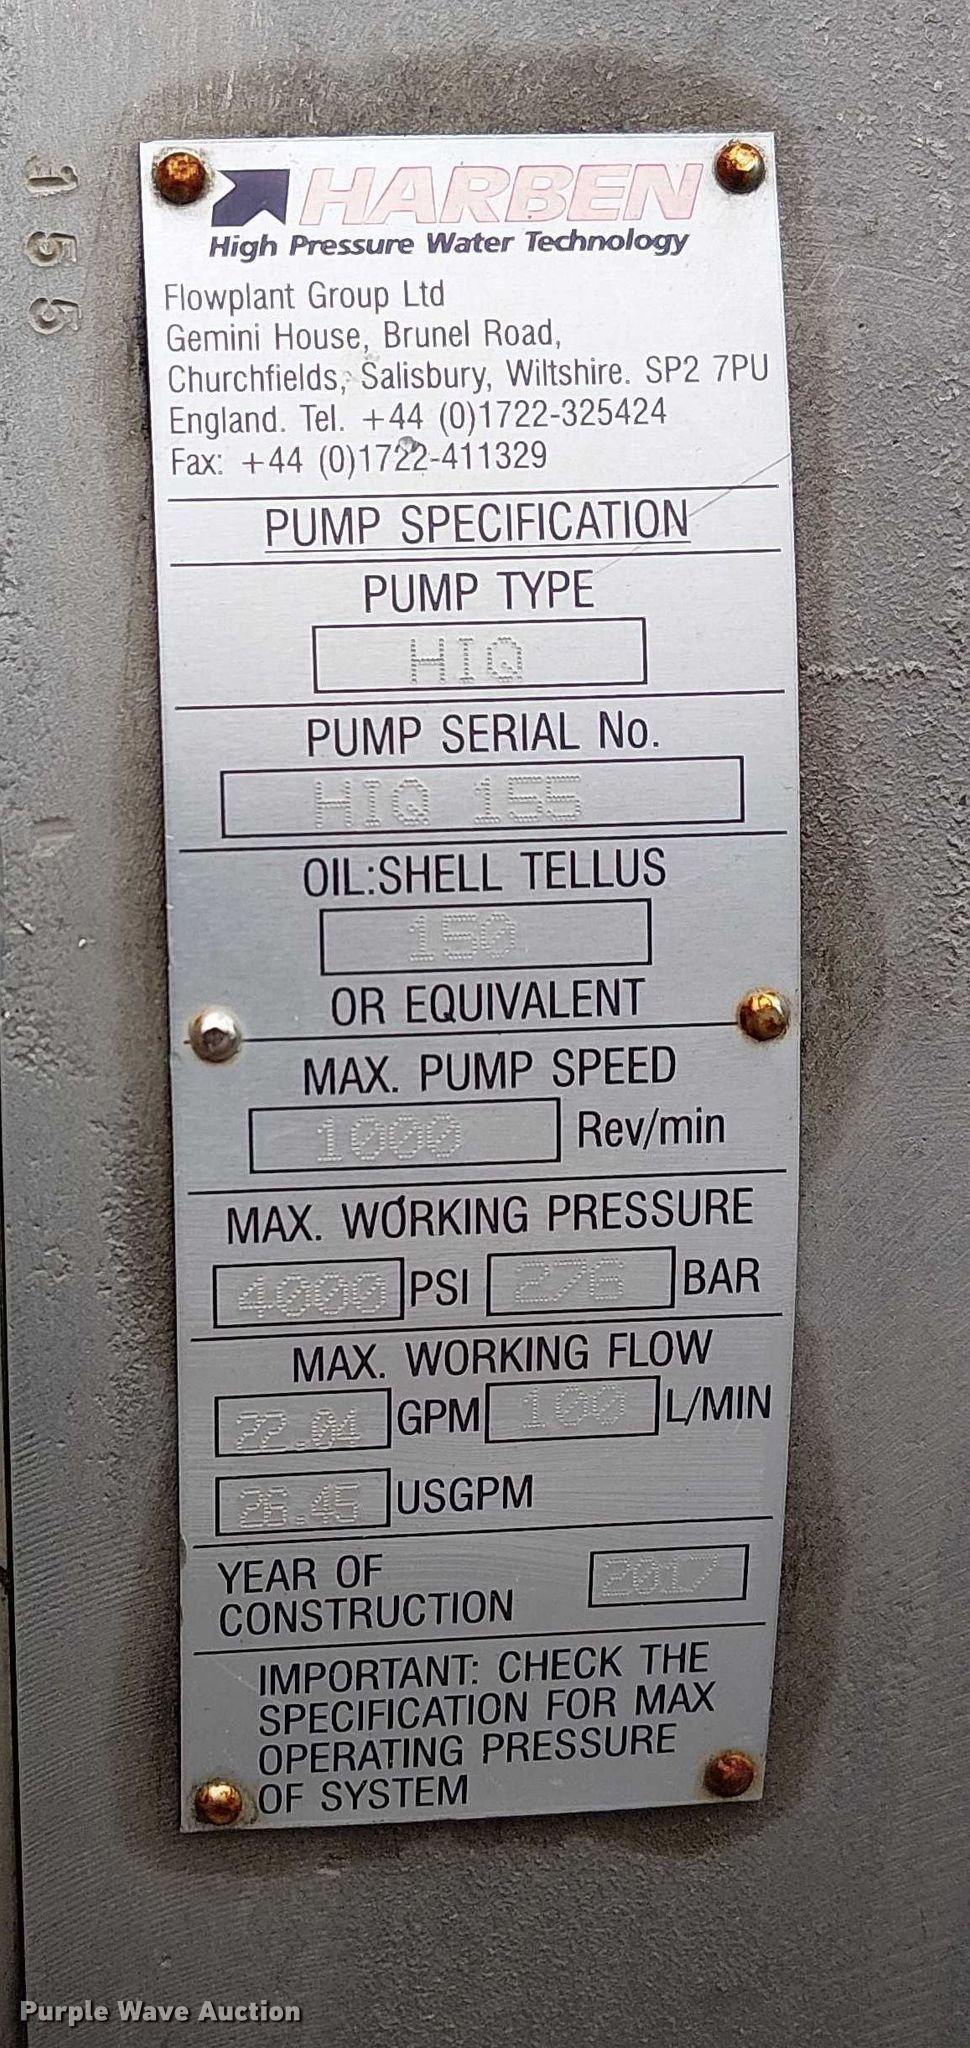 155
HARBEN
High Pressure Water Technology
Flowplant Group Ltd
Gemini House, Brunel Road,
Churchfields, Salisbury, Wiltshire. SP2 7PU
England. Tel. +44 (0)1722-325424
Fax: +44 (0)1722-411329
PUMP SPECIFICATION
PUMP TYPE
HIQ
PUMP SERIAL No.
HIQ 155
OIL:SHELL TELLUS
150
OR EQUIVALENT
MAX. PUMP SPEED
1000 Rev/min
MAX. WORKING PRESSURE
4000 PSI 276 BAR
MAX. WORKING FLOW
22.04 GPM 100 L/MIN
26.45 USGPM
YEAR OF
CONSTRUCTION 2017
IMPORTANT: CHECK THE
SPECIFICATION FOR MAX
OPERATING PRESSURE
OF SYSTEM
Purple Wave Auction